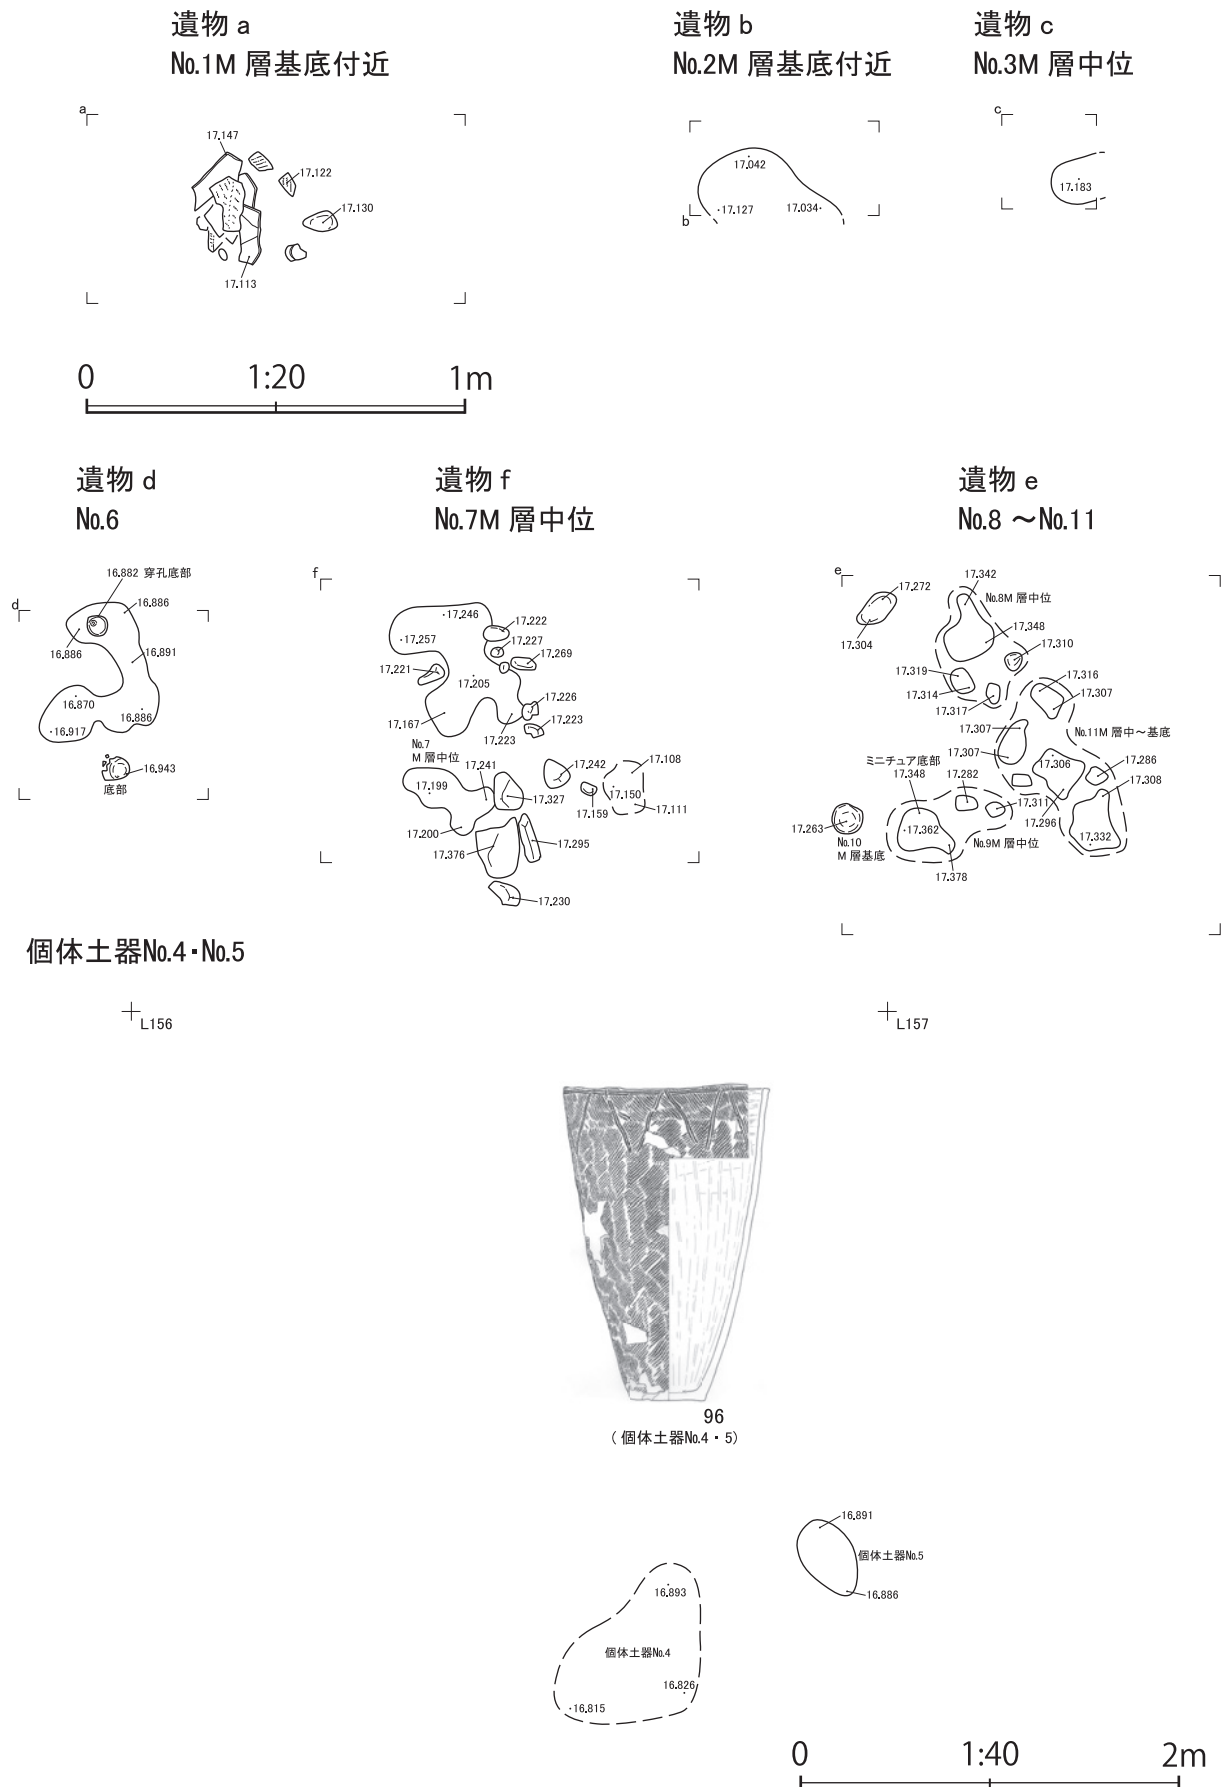 遺物 a
№.1M 層基底付近
遺物 b
№.2M 層基底付近
遺物 c
№.3M 層中位
a
17.147
17.122
17.130
17.113
17.042
17.127
17.034
b
c
17.183
0
1:20
1m
遺物 d
№.6
遺物 f
№.7M 層中位
遺物 e
№.8 ～№.11
d
16.882 穿孔底部
16.886
16.886
16.891
16.870
16.886
16.917
16.943
底部
f
17.246
17.222
17.257
17.227
17.269
17.221
17.205
17.226
17.167
17.223
17.223
№.7
M 層中位
17.241
17.242
17.108
17.199
17.327
17.150
17.159
17.111
17.200
17.376
17.295
17.230
e
17.272
17.304
17.342
№.8M 層中位
17.348
17.310
17.319
17.314
17.317
17.316
17.307
17.307
№.11M 層中～基底
17.307
17.306
17.286
17.308
ミニチュア底部
17.348
17.282
17.311
17.296
17.263
№.10
M 層基底
17.362
№.9M 層中位
17.332
17.378
個体土器№.4・№.5
L156
L157
96
( 個体土器№.4・5)
16.891
個体土器№.5
16.886
16.893
個体土器№.4
16.826
16.815
0
1:40
2m